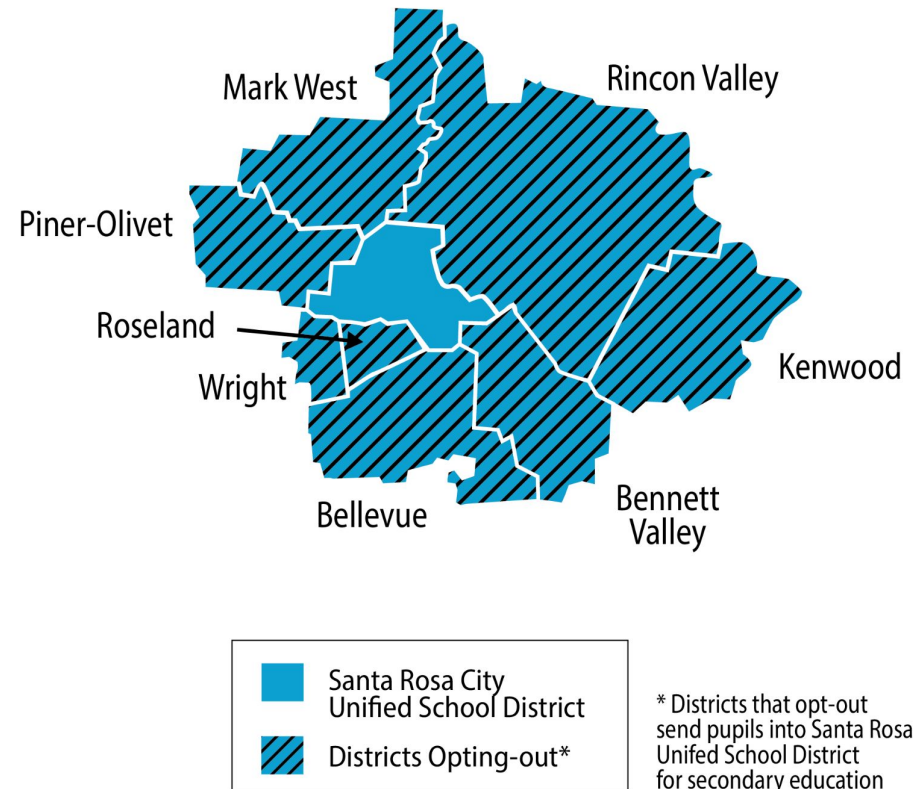 Mark West
Rincon Valley
Piner-Olivet
Roseland
Wright
Kenwood
Bellevue
Bennett
Valley
Santa Rosa City
Unified School District
Districts Opting-out*
* Districts that opt-out
send pupils into Santa Rosa
Unifed School District
for secondary education